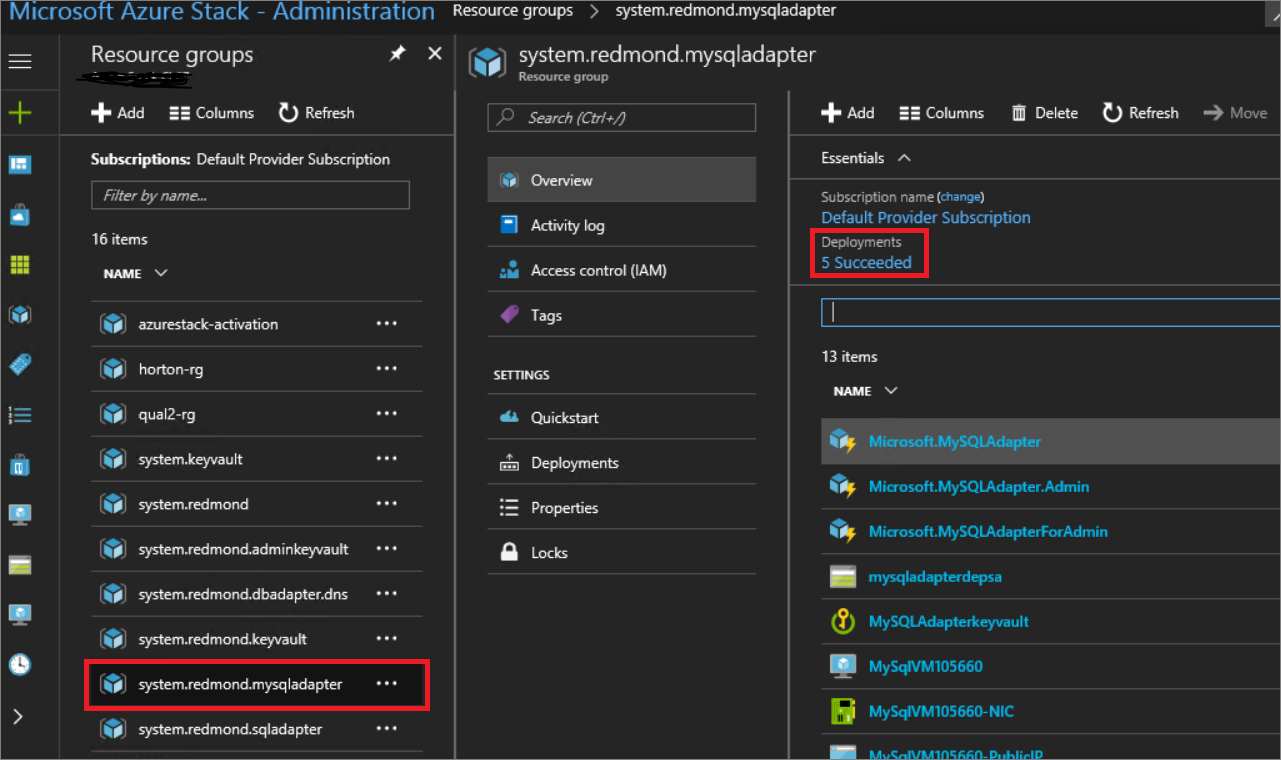 Microsoft Azure Stack - Administration
Resource groups > system.redmond.mysqladapter
Resource groups
Add Columns Refresh
Subscriptions: Default Provider Subscription
Filter by name...
16 items
NAME
azurestack-activation
horton-rg
qual2-rg
system.keyvault
system.redmond
system.redmond.adminkeyvault
system.redmond.dbadapter.dns
system.redmond.keyvault
system.redmond.mysqladapter
system.redmond.sqladapter
system.redmond.mysqladapter
Resource group
Search (Ctrl+/)
Overview
Activity log
Access control (IAM)
Tags
SETTINGS
Quickstart
Deployments
Properties
Locks
Add Columns Delete Refresh Move
Essentials
Subscription name (change)
Default Provider Subscription
Deployments
5 Succeeded
13 items
NAME
Microsoft.MySQLAdapter
Microsoft.MySQLAdapter.Admin
Microsoft.MySQLAdapterForAdmin
mysqladapterdepsa
MySQLAdapterkeyvault
MySqlVM105660
MySqlVM105660-NIC
MySqlVM105660-PublicIP